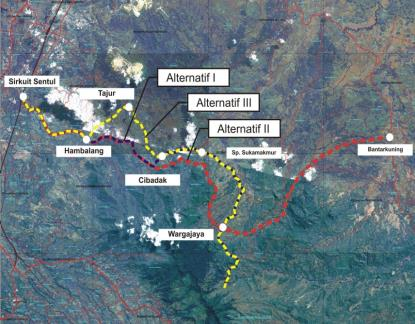 Sirkuit Sentul
Tajur
Alternatif I
Alternatif III
Alternatif II
Hambalang
Cibadak
Sp. Sukamakmur
Bantarkuning
Wargajaya